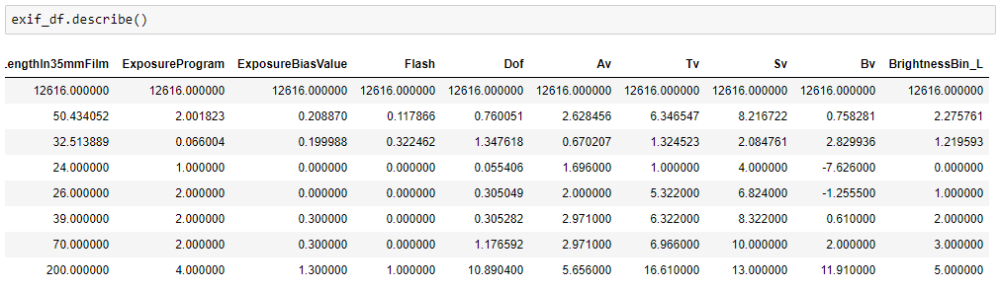 exif_df.describe()
.engthIn35mmFilm ExposureProgram ExposureBiasValue Flash Dof Av Tv Sv Bv BrightnessBin_L
12616.000000 12616.000000 12616.000000 12616.000000 12616.000000 12616.000000 12616.000000 12616.000000 12616.000000 12616.000000
50.434052 2.001823 0.208870 0.117866 0.760051 2.628456 6.346547 8.216722 0.758281 2.275761
32.513889 0.066004 0.199988 0.322462 1.347618 0.670207 1.324523 2.084761 2.829936 1.219593
24.000000 1.000000 0.000000 0.000000 0.055406 1.696000 1.000000 4.000000 -7.626000 0.000000
26.000000 2.000000 0.000000 0.000000 0.305049 2.000000 5.322000 6.824000 -1.255500 1.000000
39.000000 2.000000 0.300000 0.000000 0.305282 2.971000 6.322000 8.322000 0.610000 2.000000
70.000000 2.000000 0.300000 0.000000 1.176592 2.971000 6.966000 10.000000 2.000000 3.000000
200.000000 4.000000 1.300000 1.000000 10.890400 5.656000 16.610000 13.000000 11.910000 5.000000